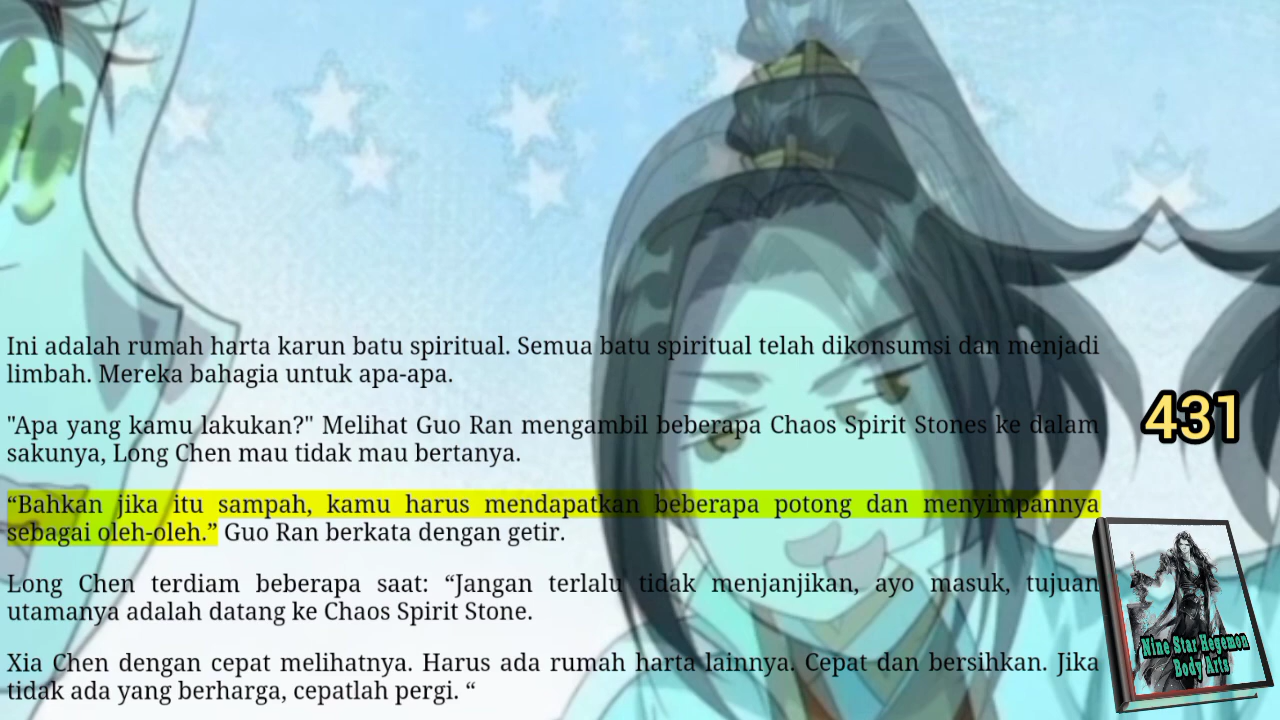 Ini adalah rumah harta karun batu spiritual. Semua batu spiritual telah dikonsumsi dan menjadi
limbah. Mereka bahagia untuk apa-apa.
"Apa yang kamu lakukan?" Melihat Guo Ran mengambil beberapa Chaos Spirit Stones ke dalam
sakunya, Long Chen mau tidak mau bertanya.
“Bahkan jika itu sampah, kamu harus mendapatkan beberapa potong dan menyimpannya
sebagai oleh-oleh.” Guo Ran berkata dengan getir.
Long Chen terdiam beberapa saat: “Jangan terlalu tidak menjanjikan, ayo masuk, tujuan
utamanya adalah datang ke Chaos Spirit Stone.
Xia Chen dengan cepat melihatnya. Harus ada rumah harta lainnya. Cepat dan bersihkan. Jika
tidak ada yang berharga, cepatlah pergi. “
431
Nine Star Hegemon
Body Arts